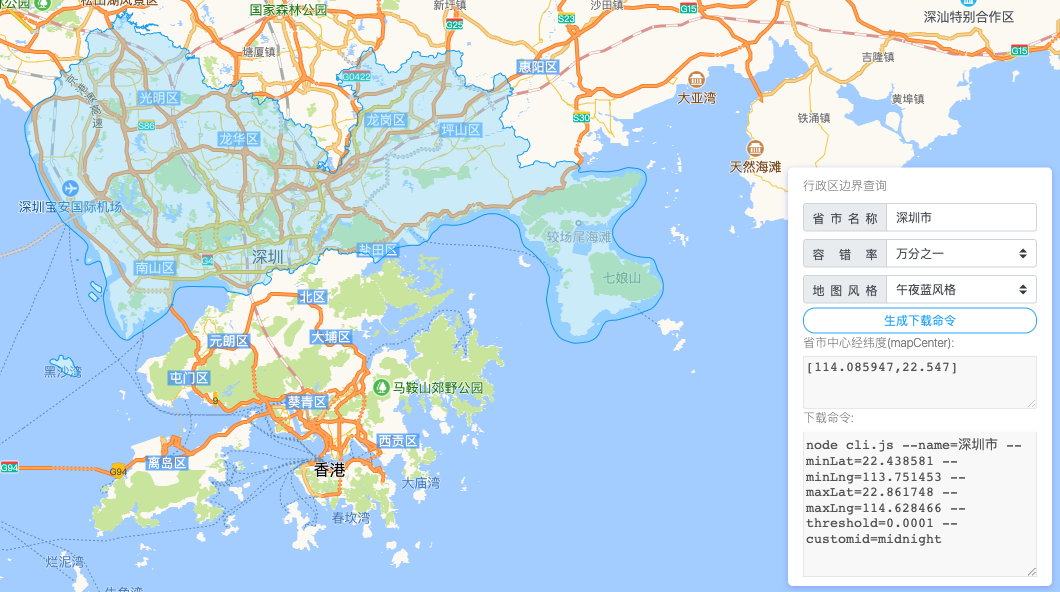 松山湖风景区
国家森林公园
新圩镇
沙田镇
G15
深汕特别合作区
G25
S23
G15
吉隆镇
塘厦镇
G0422
惠阳区
大亚湾
黄埠镇
光明区
S86
龙华区
龙岗区
坪山区
S30
铁涌镇
天然海滩
深圳宝安国际机场
较场尾海滩
七娘山
深圳
盐田区
南山区
G4
北区
元朗区
大埔区
黑沙湾
屯门区
9
马鞍山郊野公园
葵青区
西贡区
G94
G94
离岛区
香港
大庙湾
春坎湾
烂泥湾
牛角湾
行政区边界查询
省市名称 深圳市
容错率 万分之一
地图风格 午夜蓝风格
生成下载命令
省市中心经纬度(mapCenter):
[114.085947,22.547]
下载命令:
node cli.js --name=深圳市 --
minLat=22.438581 --
minLng=113.751453 --
maxLat=22.861748 --
maxLng=114.628466 --
threshold=0.0001 --
customid=midnight